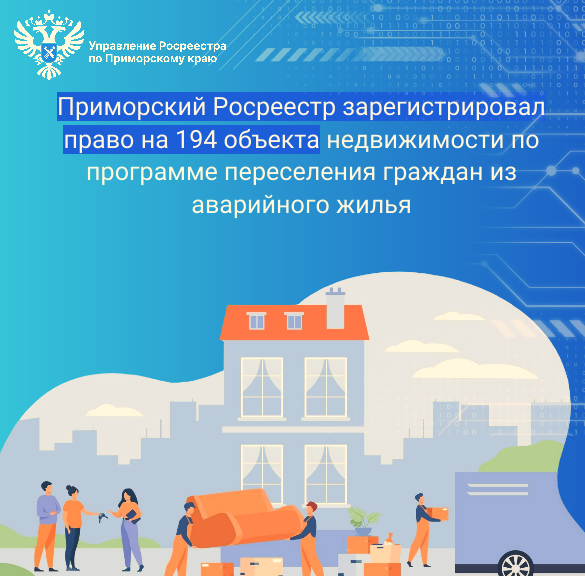 Управление Росреестра
по Приморскому краю
Приморский Росреестр зарегистрировал
право на 194 объекта недвижимости по
программе переселения граждан из
аварийного жилья